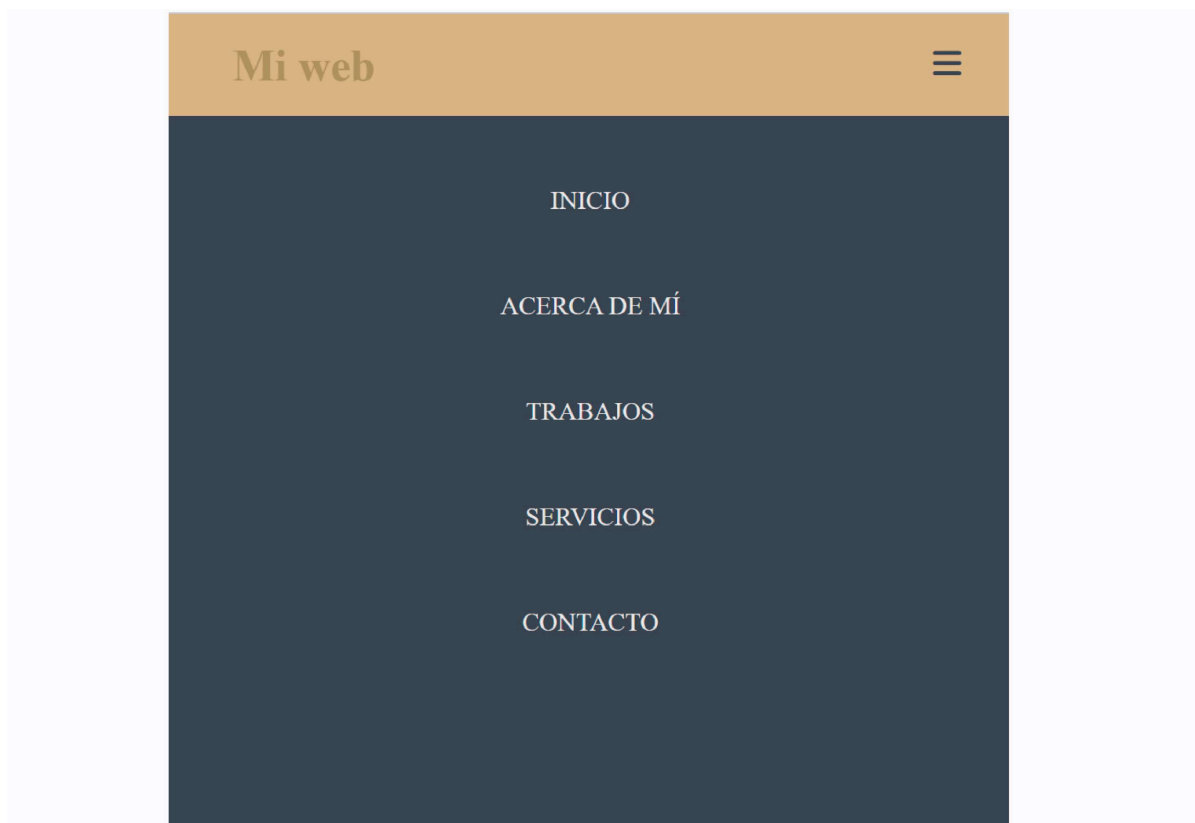 Mi web
INICIO
ACERCA DE MÍ
TRABAJOS
SERVICIOS
CONTACTO